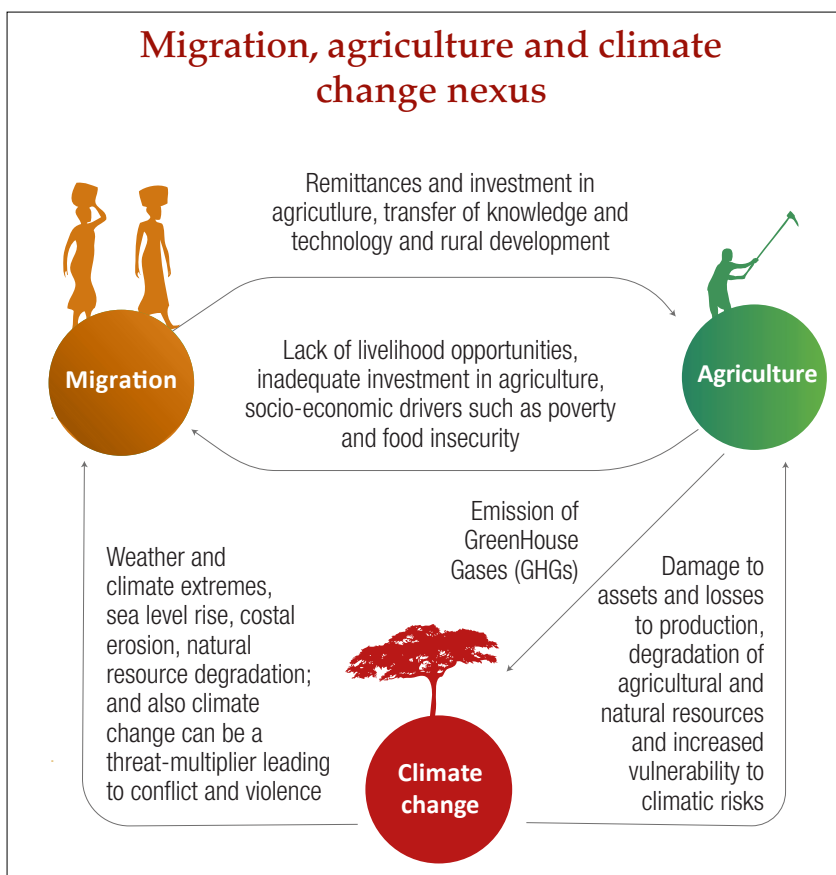 Migration, agriculture and climate
change nexus
Remittances and investment in
agricutlure, transfer of knowledge and
technology and rural development
Migration
Lack of livelihood opportunities,
inadequate investment in agriculture,
socio-economic drivers such as poverty
and food insecurity
Agriculture
Emission of
GreenHouse
Gases (GHGs)
Weather and
climate extremes,
sea level rise, costal
erosion, natural
resource degradation;
and also climate
change can be a
threat-multiplier leading
to conflict and violence
Damage to
assets and losses
to production,
degradation of
agricultural and
natural resources
and increased
vulnerability to
climatic risks
Climate
change